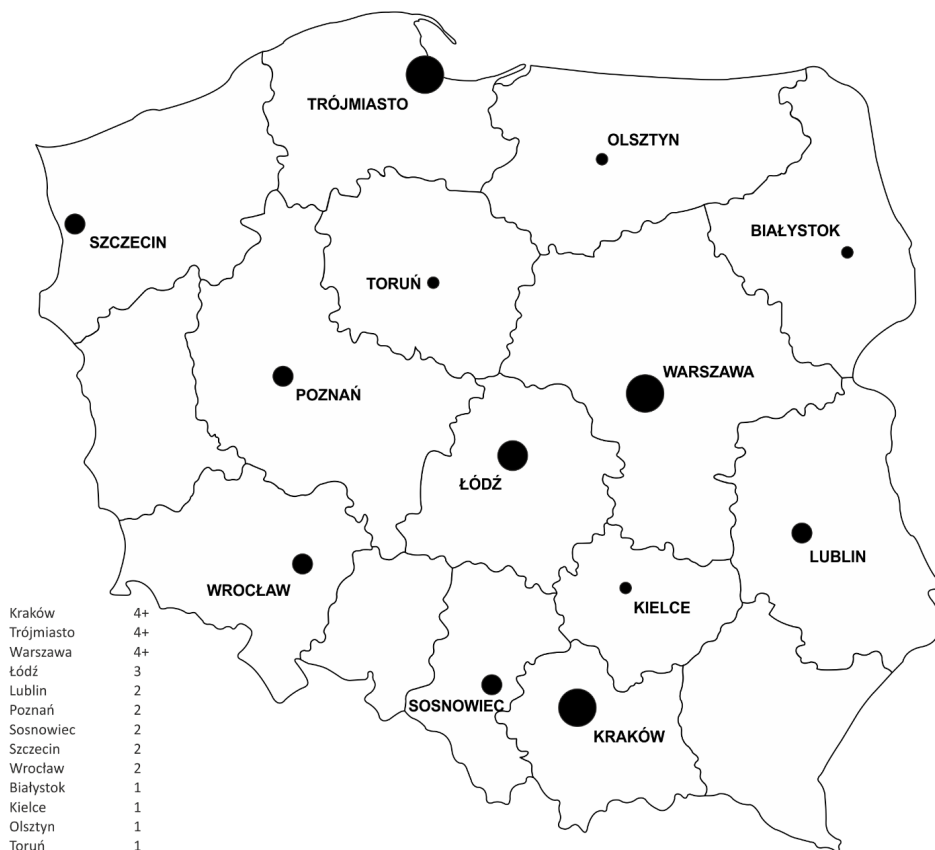 TRÓJMIASTO
OLSZTYN
SZCZECIN
BIAŁYSTOK
TORUŃ
WARSZAWA
POZNAŃ
ŁÓDŹ
LUBLIN
WROCŁAW
KIELCE
SOSNOWIEC
KRAKÓW
Kraków 4+
Trójmiasto 4+
Warszawa 4+
Łódź 3
Lublin 2
Poznań 2
Sosnowiec 2
Szczecin 2
Wrocław 2
Białystok 1
Kielce 1
Olsztyn 1
Toruń 1